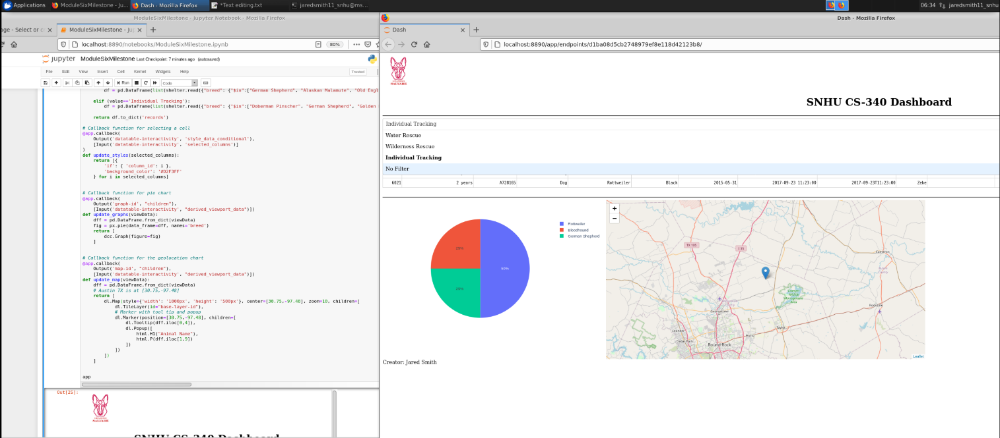 Applications
ModuleSixMilestone - Ju...
Dash - Mozilla Firefox
*Text editing.txt
jaredsmith11_snhu@ms...
06:34
jaredsmith11_snhu
ModuleSixMilestone - Jupyter Notebook - Mozilla Firefox
age - Select or c
ModuleSixMilestone - Jup
localhost:8890/notebooks/ModuleSixMilestone.ipynb
80%
jupyter ModuleSixMilestone Last Checkpoint: 7 minutes ago (autosaved)
File Edit View Insert Cell Kernel Widgets Help
Trusted
Run
Code
df = pd.DataFrame(list(shelter.read({"breed": {"$in":["German Shepherd", "Alaskan Malamute", "Old Engl
elif (value=='Individual Tracking'):
df = pd.DataFrame(list(shelter.read({"breed": {"$in":["Doberman Pinscher", "German Shepherd", "Golden
return df.to_dict('records')
# Callback function for selecting a cell
@app.callback(
Output('datatable-interactivity', 'style_data_conditional'),
[Input('datatable-interactivity', 'selected_columns')]
)
def update_styles(selected_columns):
return [{
'if': { 'column_id': i },
'background_color': '#D2F3FF'
} for i in selected_columns]
# Callback function for pie chart
@app.callback(
Output('graph-id', "children"),
[Input('datatable-interactivity', "derived_viewport_data")])
def update_graphs(viewData):
dff = pd.DataFrame.from_dict(viewData)
fig = px.pie(data_frame=dff, names='breed')
return [
dcc.Graph(figure=fig)
]
# Callback function for the geolocation chart
@app.callback(
Output('map-id', "children"),
[Input('datatable-interactivity', "derived_viewport_data")])
def update_map(viewData):
dff = pd.DataFrame.from_dict(viewData)
# Austin TX is at [30.75,-97.48]
return [
dl.Map(style={'width': '1000px', 'height': '500px'}, center=[30.75,-97.48], zoom=10, children=[
dl.TileLayer(id="base-layer-id"),
# Marker with tool tip and popup
dl.Marker(position=[30.75,-97.48], children=[
dl.Tooltip(dff.iloc[0,4]),
dl.Popup([
html.H1("Animal Name"),
html.P(dff.iloc[1,9])
])
])
])
]
app
Out[25]:
SALVARE
SNHU CS-340 Dashboard
Dash - Mozilla Firefox
Dash
localhost:8890/app/endpoints/d1ba08d5cb2748979ef8e118d42123b8/
SALVARE
SNHU CS-340 Dashboard
Individual Tracking
Water Rescue
Wilderness Rescue
Individual Tracking
No Filter
6021 2 years A728165 Dog Rottweiler Black 2015-05-31 2017-09-23 11:23:00 2017-09-23T11:23:00 Zeke
25%
50%
25%
Rottweiler
Bloodhound
German Shepherd
+
−
TX 195
I 35
Cameron
Georgetown
Rockdale
Taylor
Leander
Hutto
Cedar Park
Round Rock
Leaflet
Creator: Jared Smith